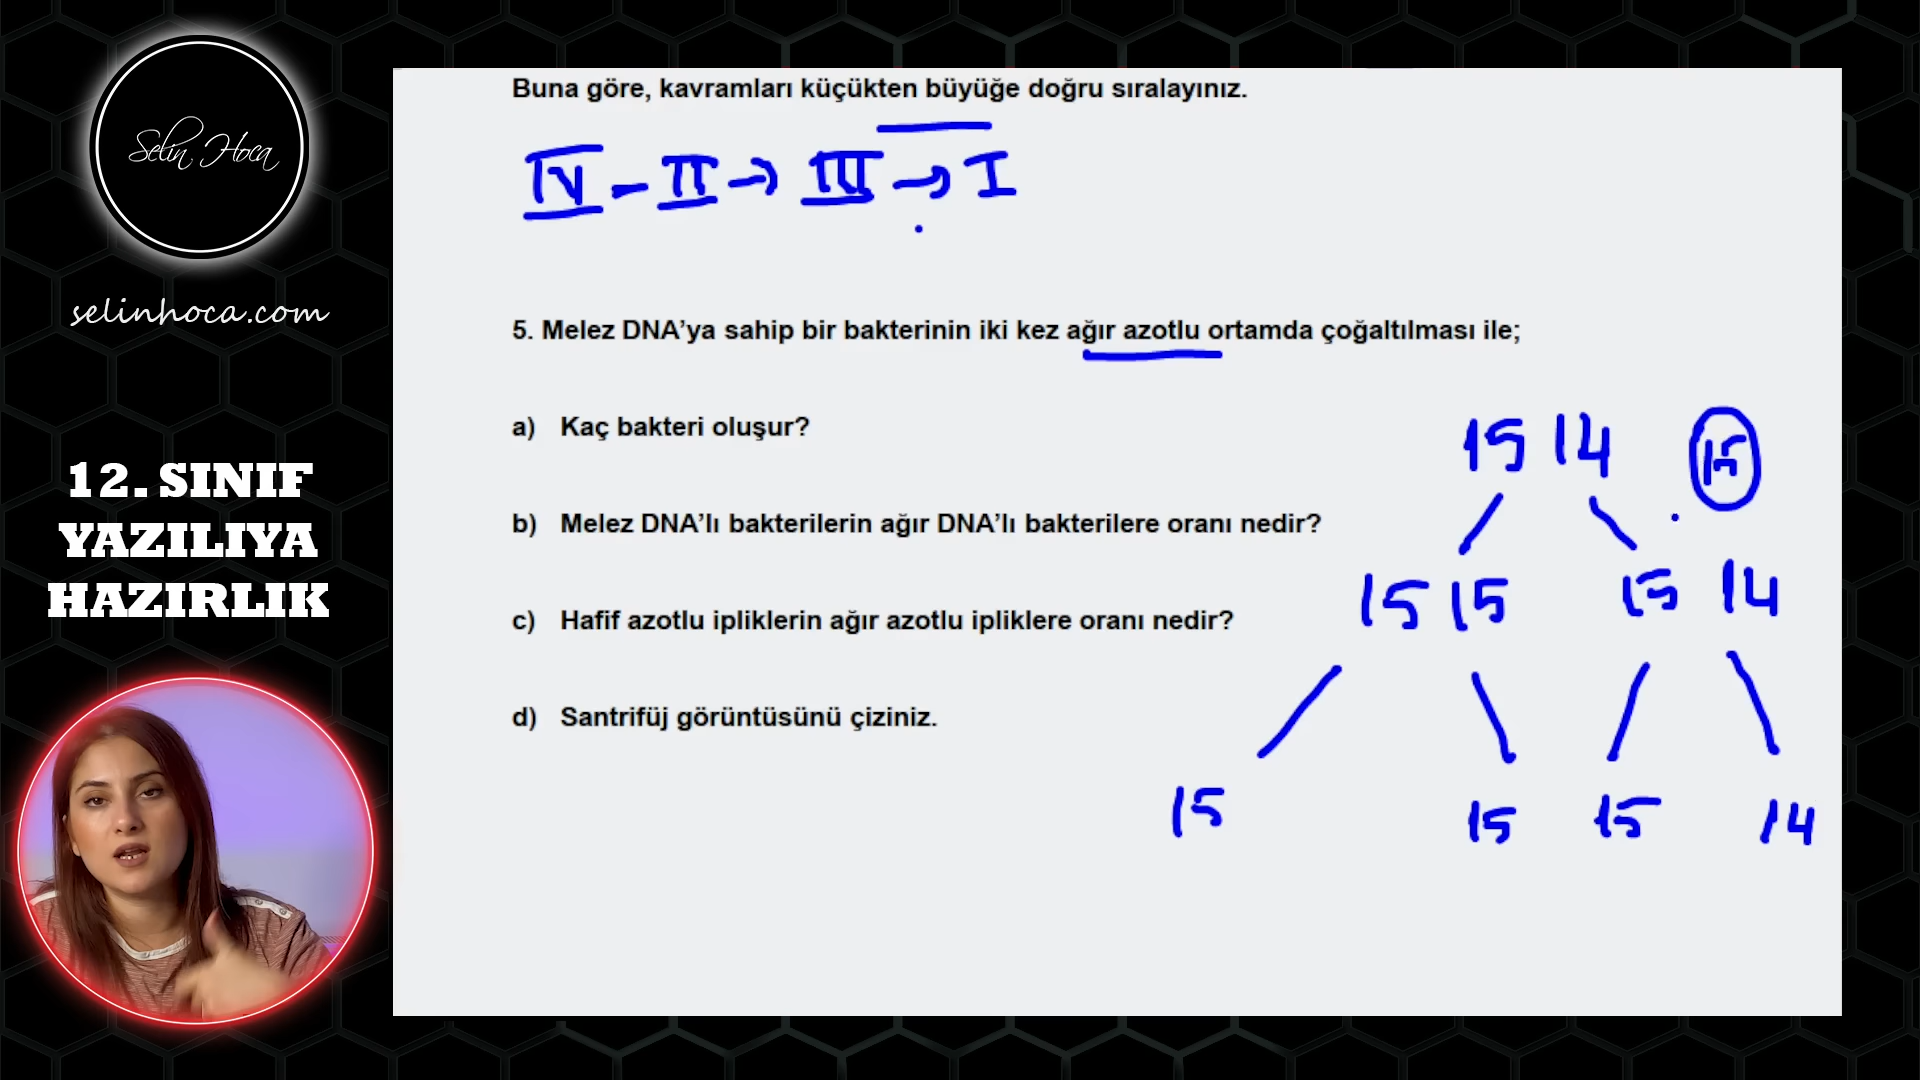 Selin Hoca
selinhoca.com
12. SINIF
YAZILIYA
HAZIRLIK
Buna göre, kavramları küçükten büyüğe doğru sıralayınız.
IV - II → III → I
5. Melez DNA’ya sahip bir bakterinin iki kez ağır azotlu ortamda çoğaltılması ile;
a) Kaç bakteri oluşur?
b) Melez DNA’lı bakterilerin ağır DNA’lı bakterilere oranı nedir?
c) Hafif azotlu ipliklerin ağır azotlu ipliklere oranı nedir?
d) Santrifüj görüntüsünü çiziniz.
15 14 15
15 15 15 14
15 15 15 14